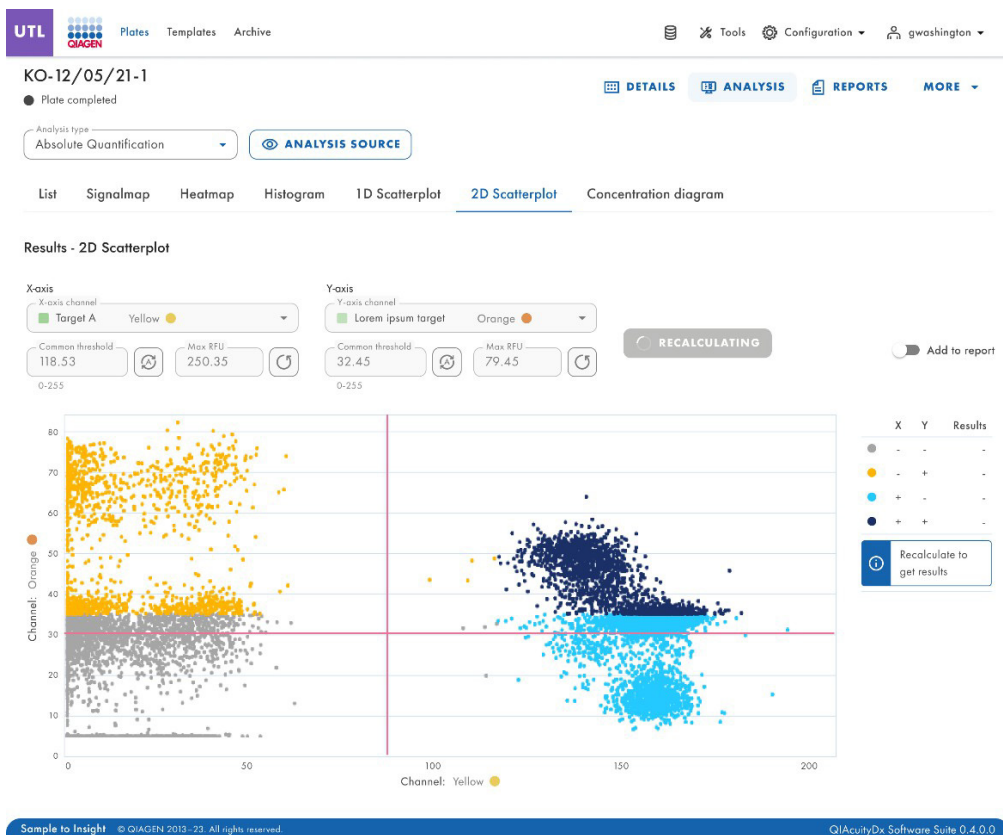 UTL QIAGEN Plates Templates Archive Tools Configuration gwashington
KO-12/05/21-1
Plate completed
DETAILS ANALYSIS REPORTS MORE
Analysis type
Absolute Quantification
ANALYSIS SOURCE
List Signalmap Heatmap Histogram 1D Scatterplot 2D Scatterplot Concentration diagram
Results - 2D Scatterplot
X-axis
X-axis channel
Target A Yellow
Common threshold
118.53
A
Max RFU
250.35
0-255
Y-axis
Y-axis channel
Lorem ipsum target Orange
Common threshold
32.45
A
Max RFU
79.45
0-255
RECALCULATING
Add to report
80
70
60
50
40
30
20
10
0
Channel: Orange
0 50 100 150 200
Channel: Yellow
X Y Results
- - -
- + -
+ - -
+ + -
Recalculate to
get results
Sample to Insight © QIAGEN 2013–23. All rights reserved. QIAcuityDx Software Suite 0.4.0.0